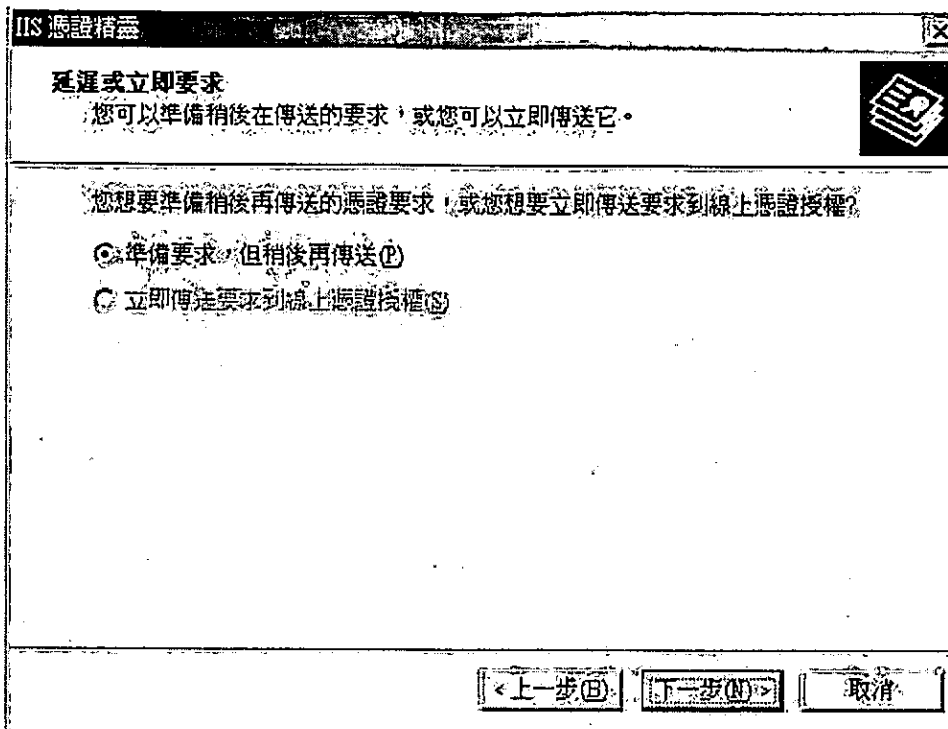 IIS 憑證精靈
延遲或立即要求
您可以準備稍後在傳送的要求，或您可以立即傳送它。
您想要準備稍後再傳送的憑證要求，或您想要立即傳送要求到線上憑證授權?
準備要求，但稍後再傳送(P)
立即傳送要求到線上憑證授權(S)
< 上一步(B) 下一步(N) > 取消